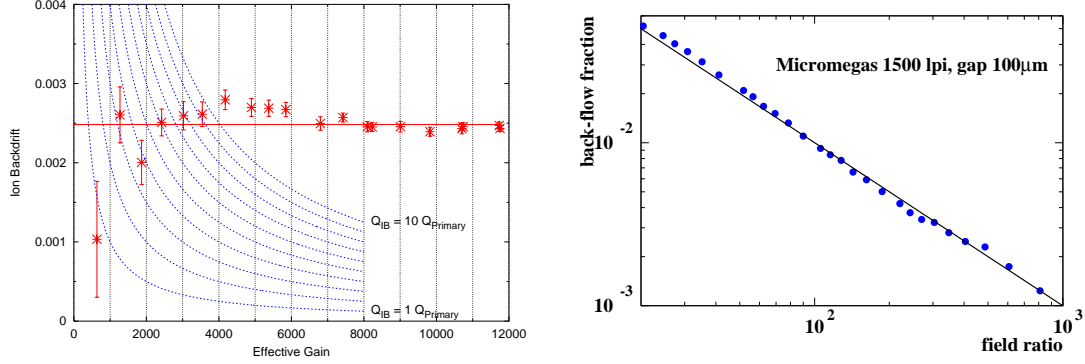 0.004
0.003
0.002
0.001
0
Ion Backdrift
Q_IB = 10 Q_Primary
Q_IB = 1 Q_Primary
0 2000 4000 6000 8000 10000 12000
Effective Gain
back-flow fraction
Micromegas 1500 lpi, gap 100μm
10^-2
10^-3
10^2 10^3
field ratio